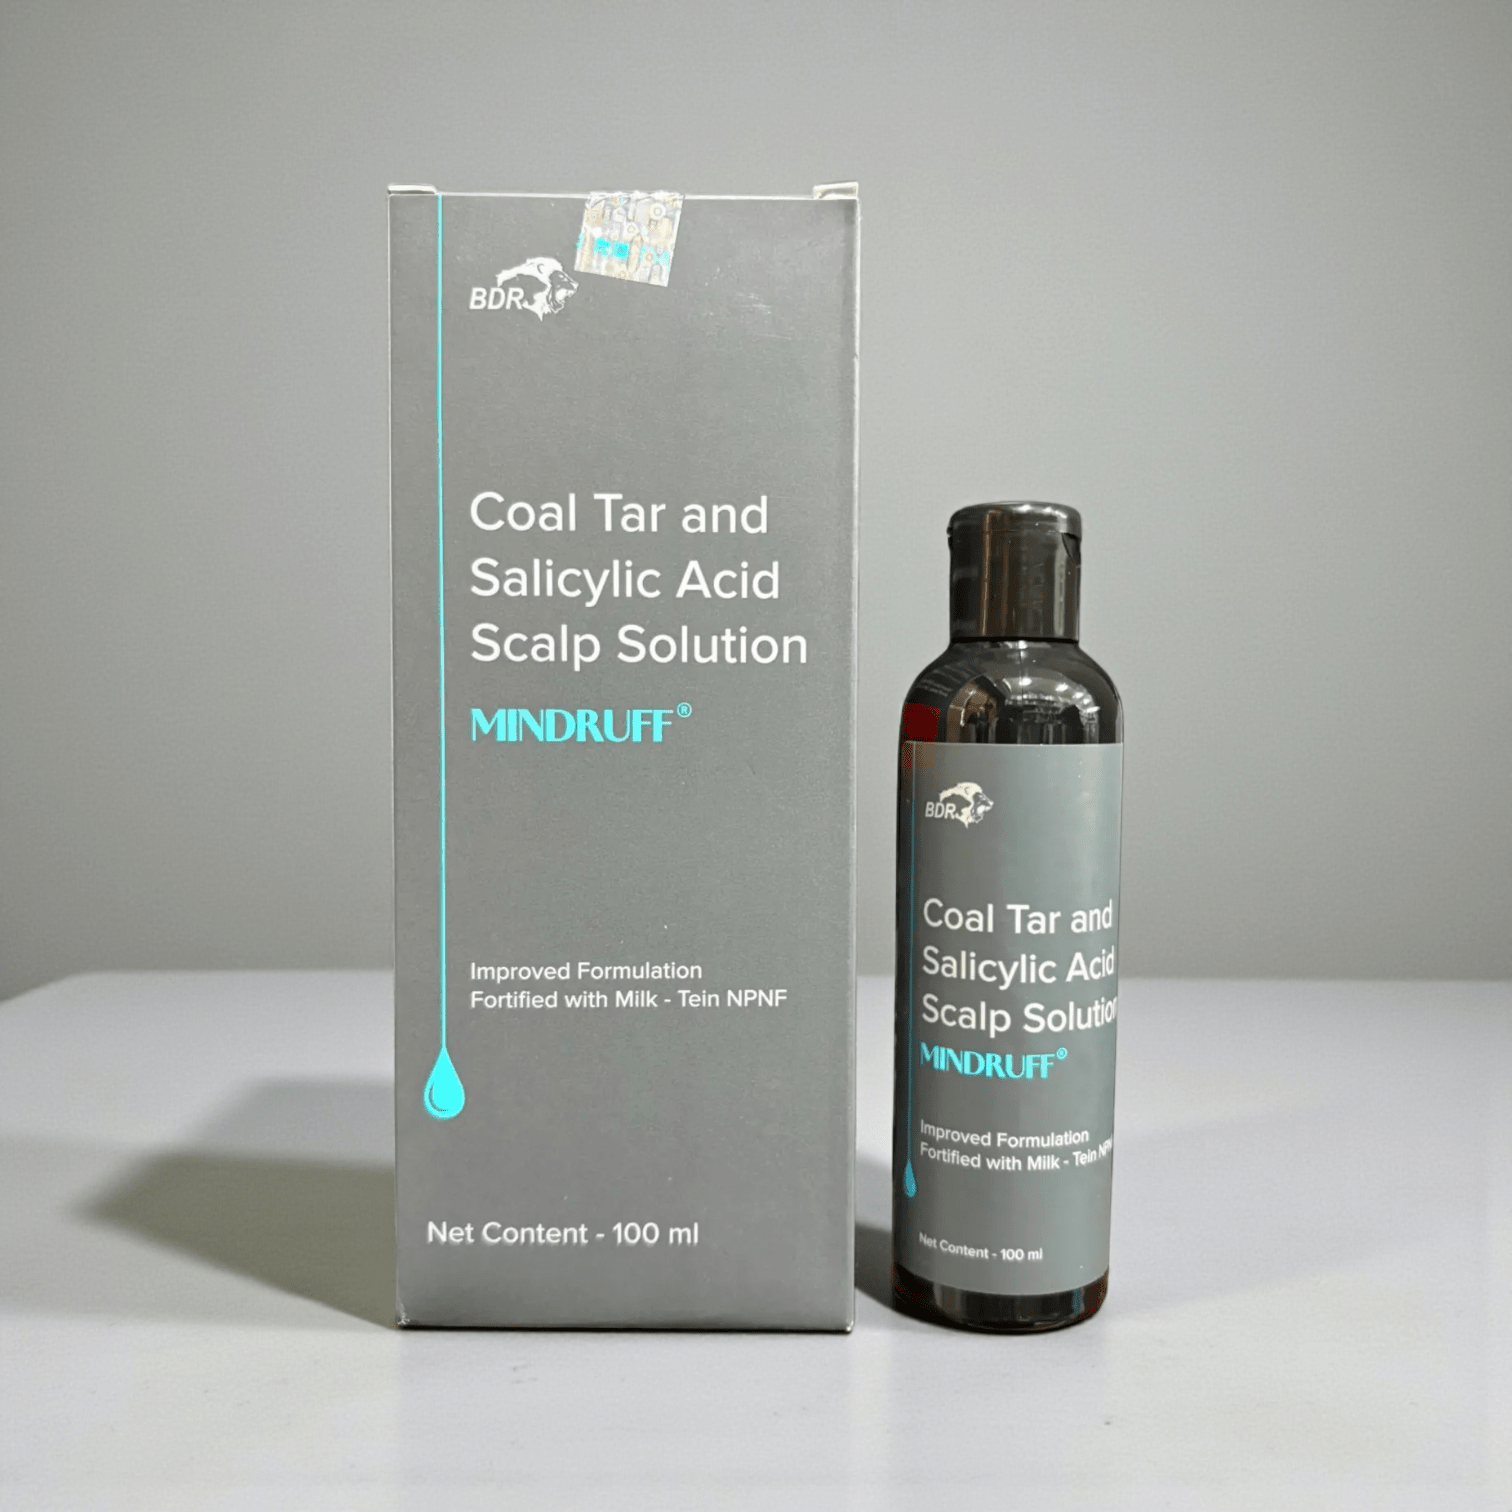 BDR
Coal Tar and
Salicylic Acid
Scalp Solution
MINDRUFF®
Improved Formulation
Fortified with Milk - Tein NPNF
Net Content - 100 ml
BDR
Coal Tar and
Salicylic Acid
Scalp Solution
MINDRUFF®
Improved Formulation
Fortified with Milk - Tein
Net Content - 100 ml